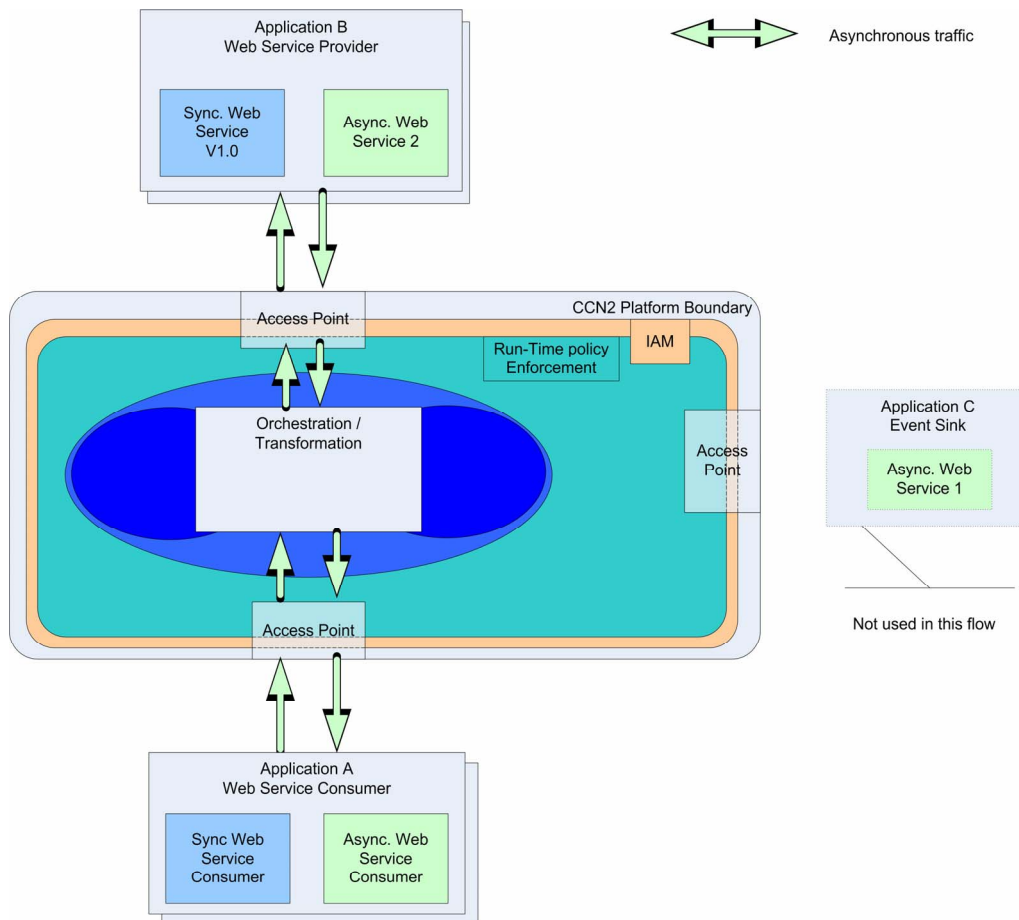 Application B
Web Service Provider
Sync. Web
Service
V1.0
Async. Web
Service 2
Asynchronous traffic
Access Point
CCN2 Platform Boundary
IAM
Run-Time policy
Enforcement
Orchestration /
Transformation
Access
Point
Application C
Event Sink
Async. Web
Service 1
Not used in this flow
Access Point
Application A
Web Service Consumer
Sync Web
Service
Consumer
Async. Web
Service
Consumer